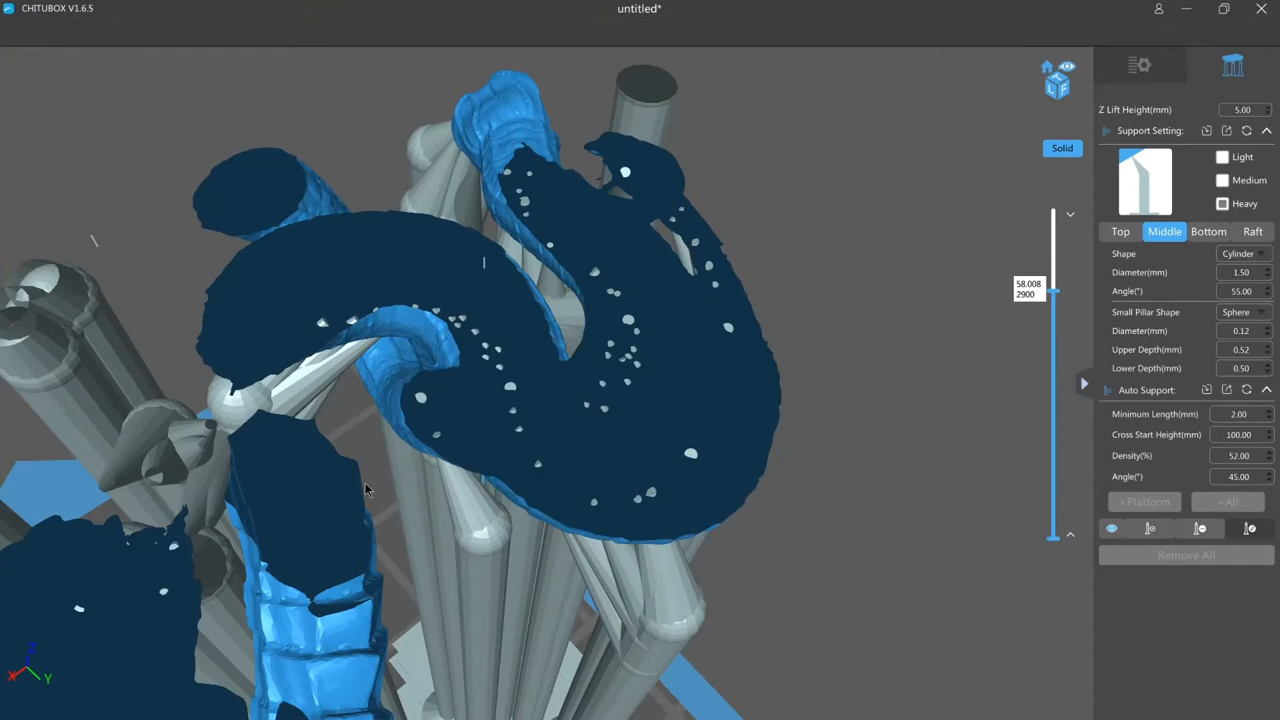 CHITUBOX V1.6.5
untitled*
Z Lift Height(mm) 5.00
Support Setting:
Light
Medium
Heavy
Top Middle Bottom Raft
Shape Cylinder
Diameter(mm) 1.50
Angle(°) 55.00
Small Pillar Shape Sphere
Diameter(mm) 0.12
Upper Depth(mm) 0.52
Lower Depth(mm) 0.50
Auto Support:
Minimum Length(mm) 2.00
Cross Start Height(mm) 100.00
Density(%) 52.00
Angle(°) 45.00
+Platform +All
Remove All
Solid
58.008
2900
T
L F
Z
X Y